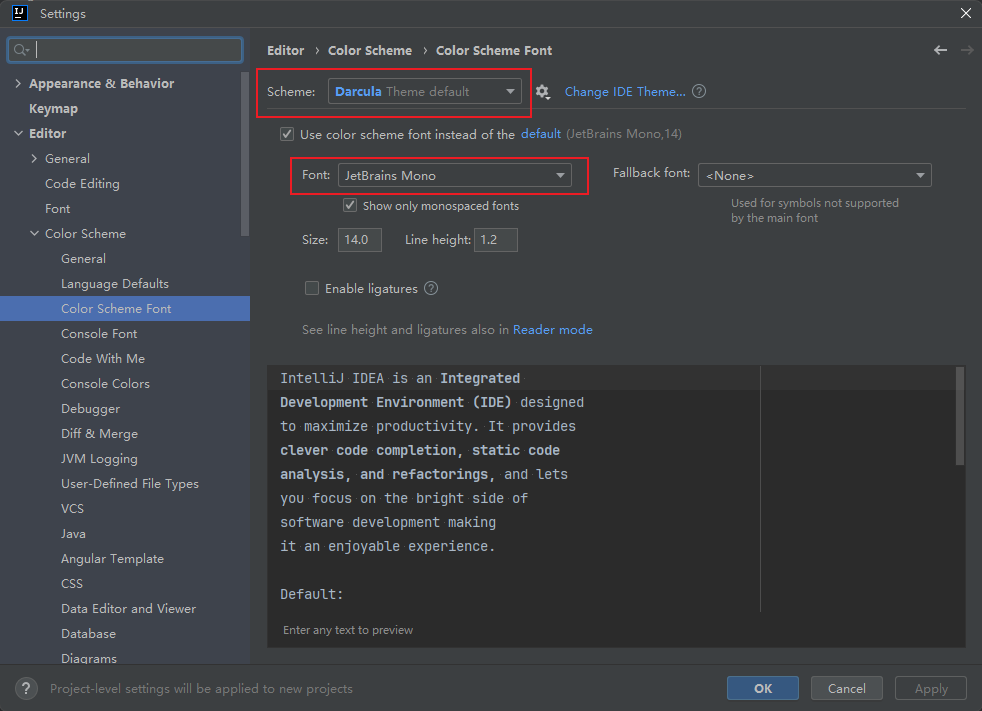 IJ Settings
Editor › Color Scheme › Color Scheme Font
Appearance & Behavior
Keymap
Editor
General
Code Editing
Font
Color Scheme
General
Language Defaults
Color Scheme Font
Console Font
Code With Me
Console Colors
Debugger
Diff & Merge
JVM Logging
User-Defined File Types
VCS
Java
Angular Template
CSS
Data Editor and Viewer
Database
Diagrams
Scheme: Darcula Theme default Change IDE Theme... ?
Use color scheme font instead of the default (JetBrains Mono,14)
Font: JetBrains Mono Fallback font: <None>
Show only monospaced fonts
Used for symbols not supported
by the main font
Size: 14.0 Line height: 1.2
Enable ligatures ?
See line height and ligatures also in Reader mode
IntelliJ IDEA is an Integrated
Development Environment (IDE) designed
to maximize productivity. It provides
clever code completion, static code
analysis, and refactorings, and lets
you focus on the bright side of
software development making
it an enjoyable experience.
Default:
Enter any text to preview
? Project-level settings will be applied to new projects
OK Cancel Apply